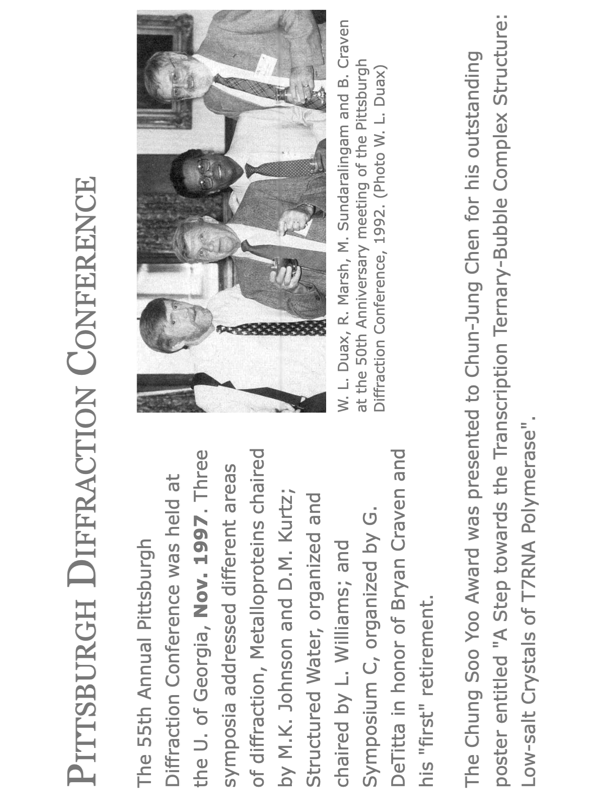 PITTSBURGH DIFFRACTION CONFERENCE
The 55th Annual Pittsburgh
Diffraction Conference was held at
the U. of Georgia, Nov. 1997. Three
symposia addressed different areas
of diffraction, Metalloproteins chaired
by M.K. Johnson and D.M. Kurtz;
Structured Water, organized and
chaired by L. Williams; and
Symposium C, organized by G.
DeTitta in honor of Bryan Craven and
his "first" retirement.
W. L. Duax, R. Marsh, M. Sundaralingam and B. Craven
at the 50th Anniversary meeting of the Pittsburgh
Diffraction Conference, 1992. (Photo W. L. Duax)
The Chung Soo Yoo Award was presented to Chun-Jung Chen for his outstanding
poster entitled "A Step towards the Transcription Ternary-Bubble Complex Structure:
Low-salt Crystals of T7RNA Polymerase".